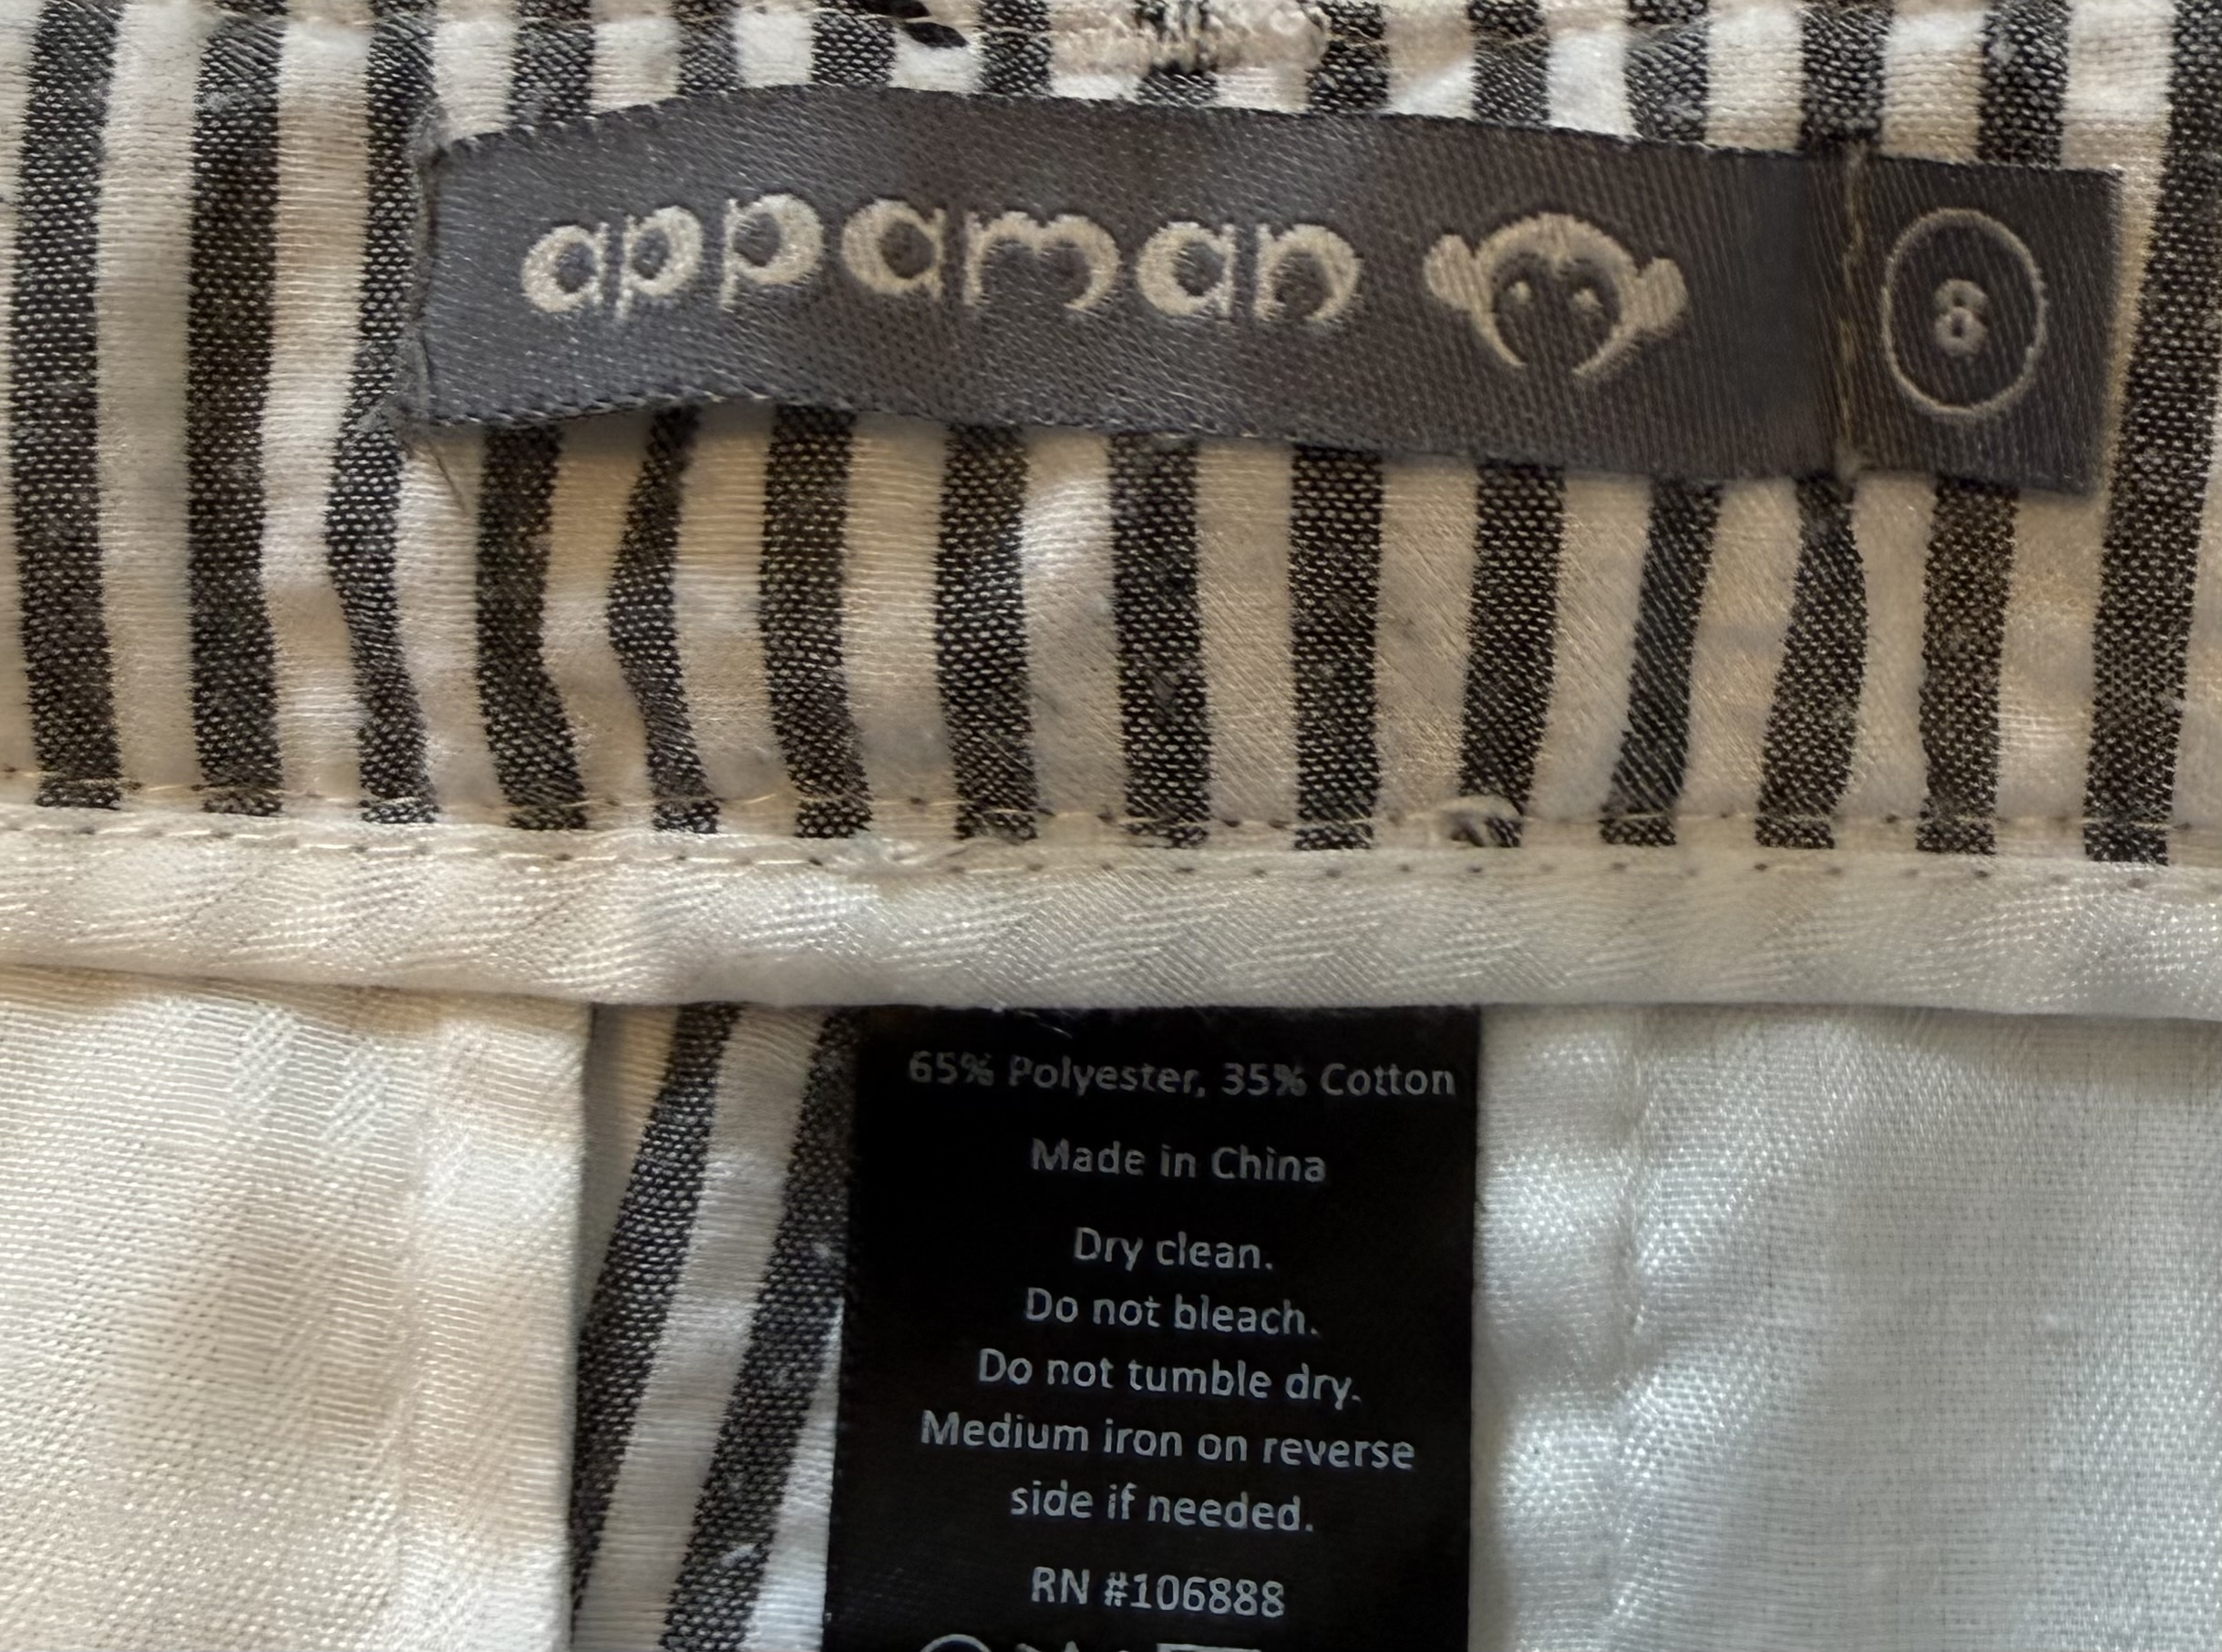 appaman
8
65% Polyester, 35% Cotton
Made in China
Dry clean.
Do not bleach.
Do not tumble dry.
Medium iron on reverse
side if needed.
RN #106888